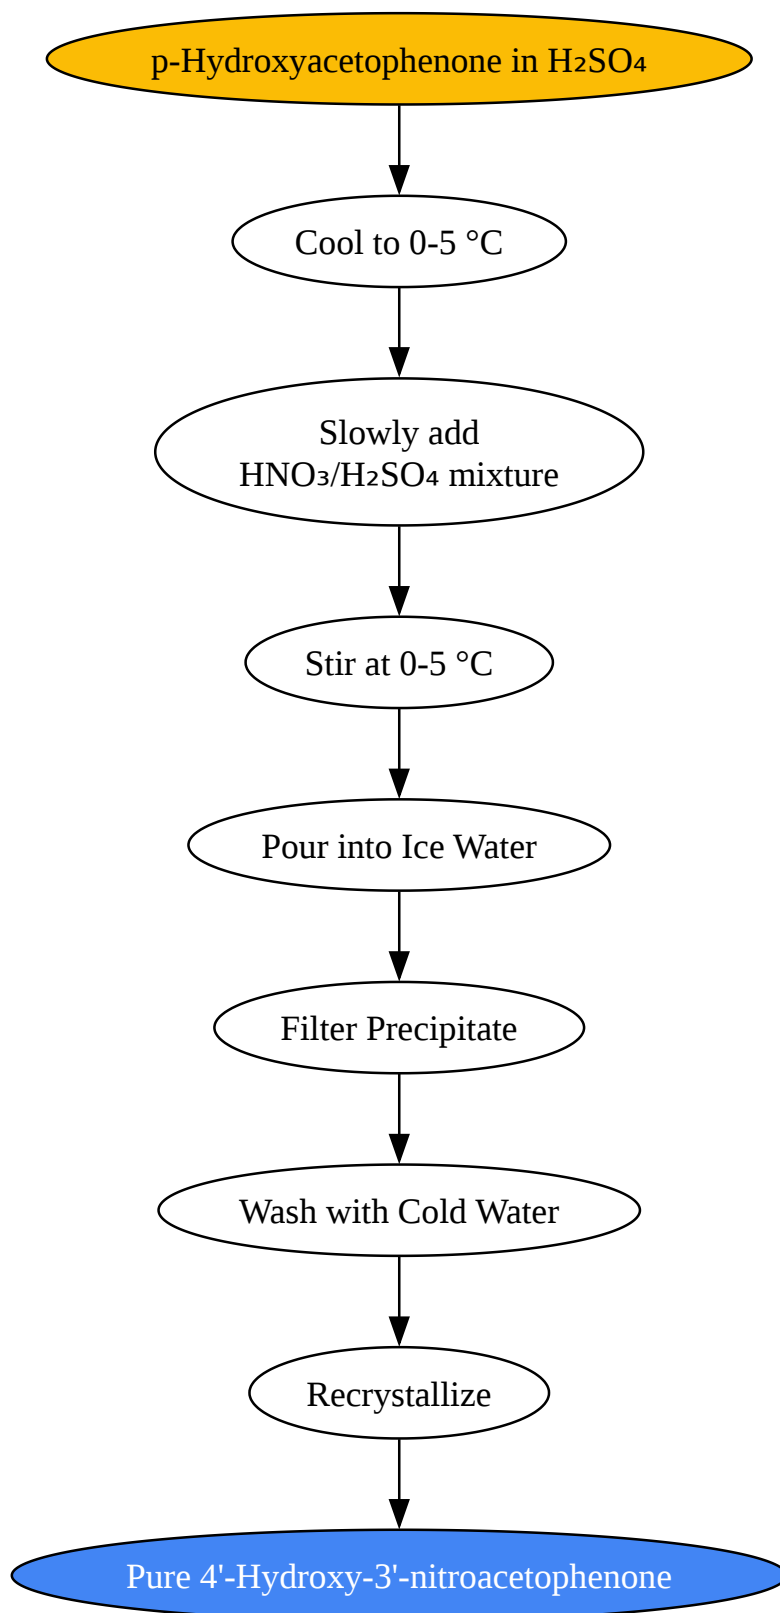 p-Hydroxyacetophenone in H₂SO₄
Cool to 0-5 °C
Slowly add
HNO₃/H₂SO₄ mixture
Stir at 0-5 °C
Pour into Ice Water
Filter Precipitate
Wash with Cold Water
Recrystallize
Pure 4'-Hydroxy-3'-nitroacetophenone